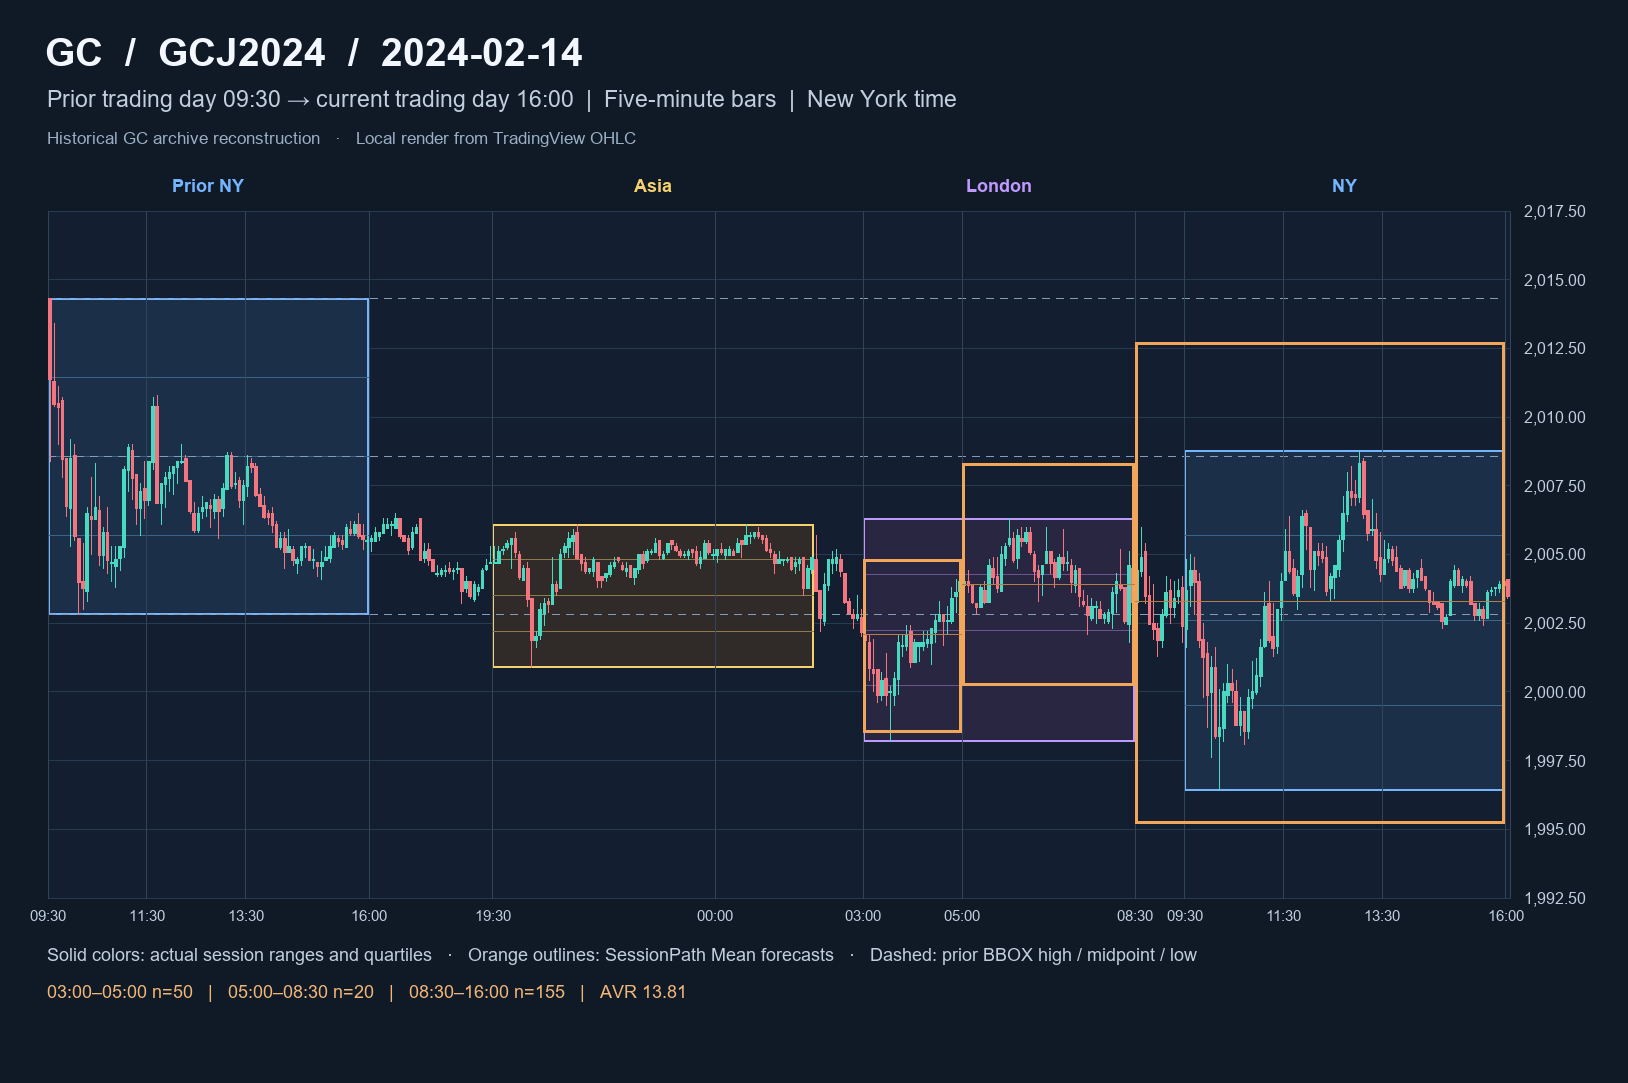 GC / GCJ2024 / 2024-02-14
Prior trading day 09:30 → current trading day 16:00 | Five-minute bars | New York time
Historical GC archive reconstruction · Local render from TradingView OHLC
Prior NY Asia London NY
2,017.50
2,015.00
2,012.50
2,010.00
2,007.50
2,005.00
2,002.50
2,000.00
1,997.50
1,995.00
1,992.50
09:30 11:30 13:30 16:00 19:30 00:00 03:00 05:00 08:30 09:30 11:30 13:30 16:00
Solid colors: actual session ranges and quartiles · Orange outlines: SessionPath Mean forecasts · Dashed: prior BBOX high / midpoint / low
03:00–05:00 n=50 | 05:00–08:30 n=20 | 08:30–16:00 n=155 | AVR 13.81